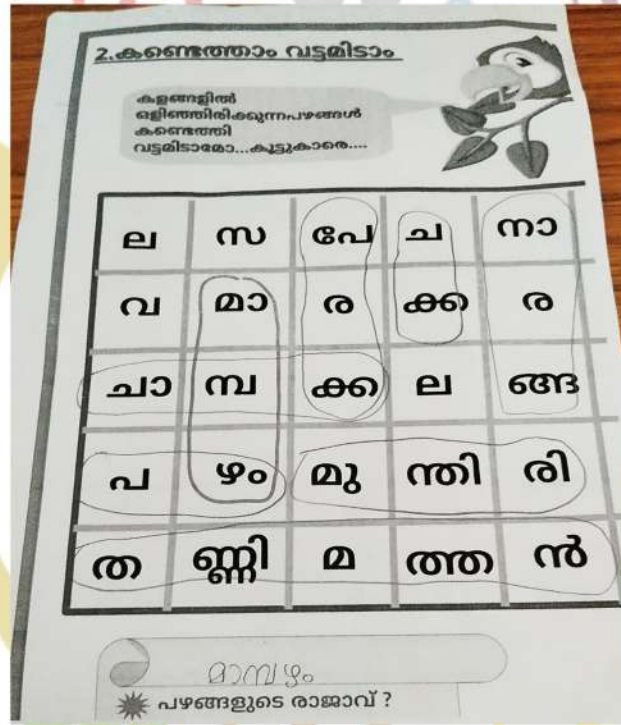 2.കണ്ടെത്താം വട്ടമിടാം
കളങ്ങളിൽ
ഒളിഞ്ഞിരിക്കുന്നപഴങ്ങൾ
കണ്ടെത്തി
വട്ടമിടാമോ...കൂട്ടുകാരെ....
ല സ പേ ച നാ
വ മാ ര ക്ക ര
ചാ മ്പ ക്ക ല ങ്ങ
പ ഴം മു ന്തി രി
ത ണ്ണി മ ത്ത ൻ
മാമ്പഴം
പഴങ്ങളുടെ രാജാവ് ?